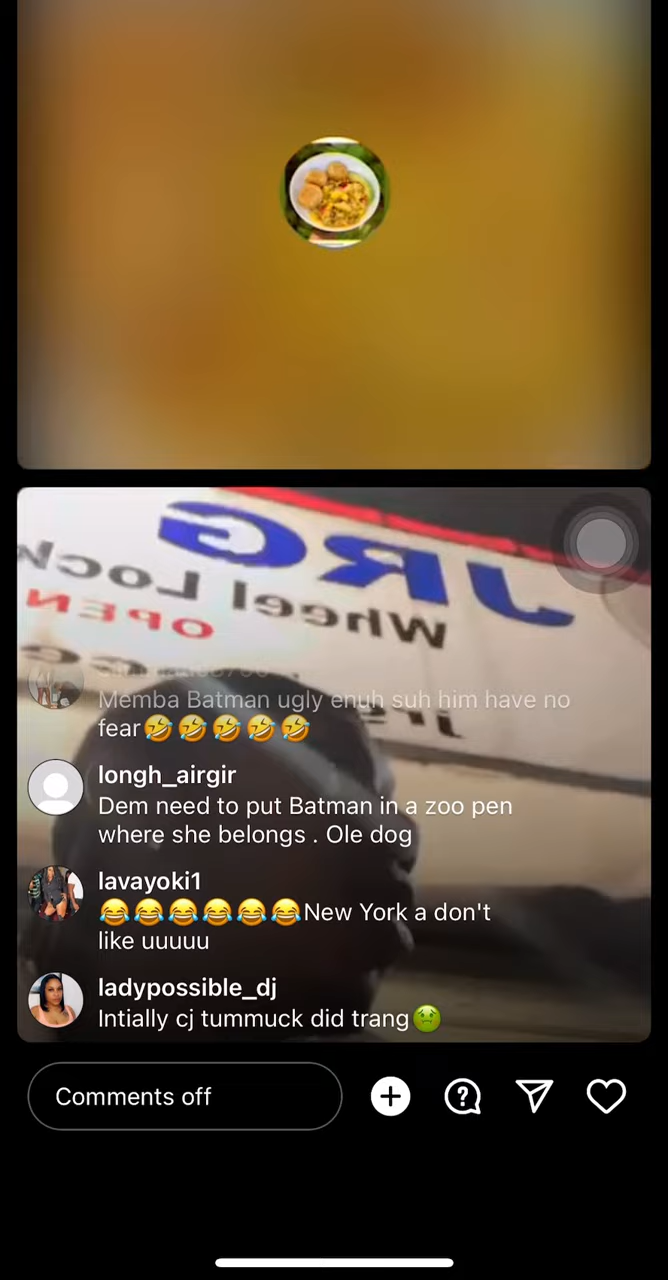 JRG
Wheel Lock
OPEN
Memba Batman ugly enuh suh him have no
fear🤣🤣🤣🤣🤣
longh_airgir
Dem need to put Batman in a zoo pen
where she belongs . Ole dog
lavayoki1
😂😂😂😂😂😂New York a don't
like uuuuu
ladypossible_dj
Intially cj tummuck did trang🤢
Comments off